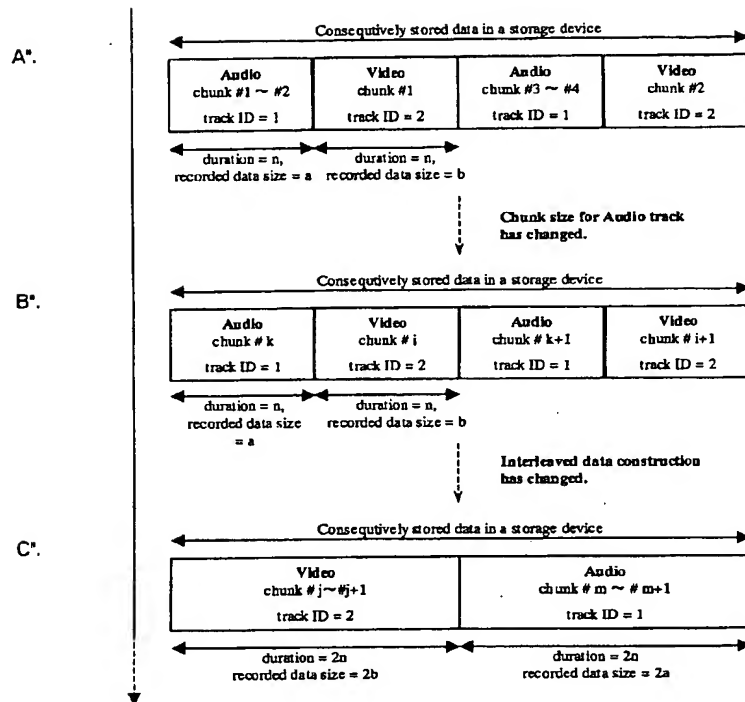 Consequtively stored data in a storage device
A".
Audio
chunk #1 ~ #2
track ID = 1
Video
chunk #1
track ID = 2
Audio
chunk #3 ~ #4
track ID = 1
Video
chunk #2
track ID = 2
duration = n,
recorded data size = a
duration = n,
recorded data size = b
Chunk size for Audio track
has changed.
Consequtively stored data in a storage device
B".
Audio
chunk # k
track ID = 1
Video
chunk # i
track ID = 2
Audio
chunk # k+1
track ID = 1
Video
chunk # i+1
track ID = 2
duration = n,
recorded data size
= a
duration = n,
recorded data size = b
Interleaved data construction
has changed.
Consequtively stored data in a storage device
C".
Video
chunk # j~#j+1
track ID = 2
Audio
chunk # m ~ # m+1
track ID = 1
duration = 2n
recorded data size = 2b
duration = 2n
recorded data size = 2a